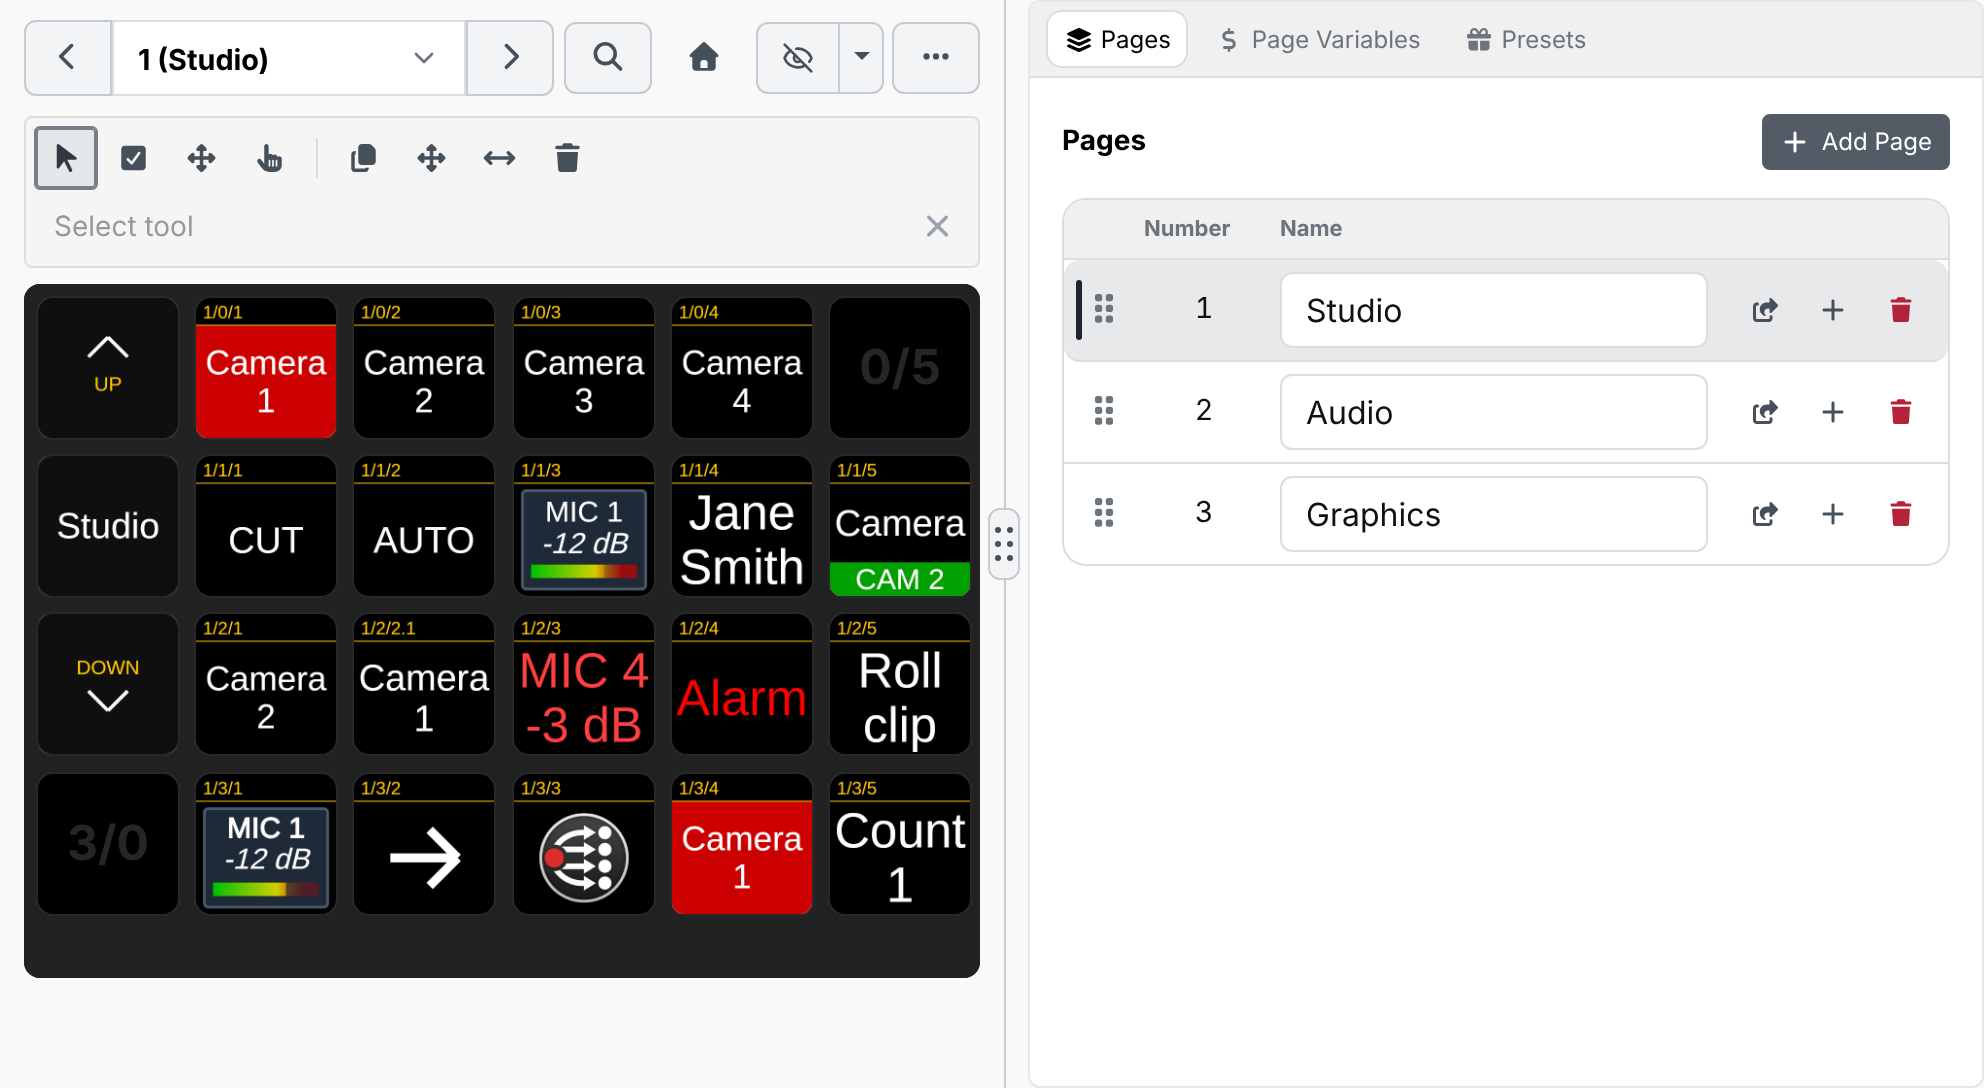 1 (Studio)
Select tool
UP
1/0/1
Camera
1
1/0/2
Camera
2
1/0/3
Camera
3
1/0/4
Camera
4
0/5
Studio
1/1/1
CUT
1/1/2
AUTO
1/1/3
MIC 1
-12 dB
1/1/4
Jane
Smith
1/1/5
Camera
CAM 2
DOWN
1/2/1
Camera
2
1/2/2.1
Camera
1
1/2/3
MIC 4
-3 dB
1/2/4
Alarm
1/2/5
Roll
clip
3/0
1/3/1
MIC 1
-12 dB
1/3/2
1/3/3
1/3/4
Camera
1
1/3/5
Count
1
Pages
Page Variables
Presets
Pages
Add Page
Number Name
1 Studio
2 Audio
3 Graphics